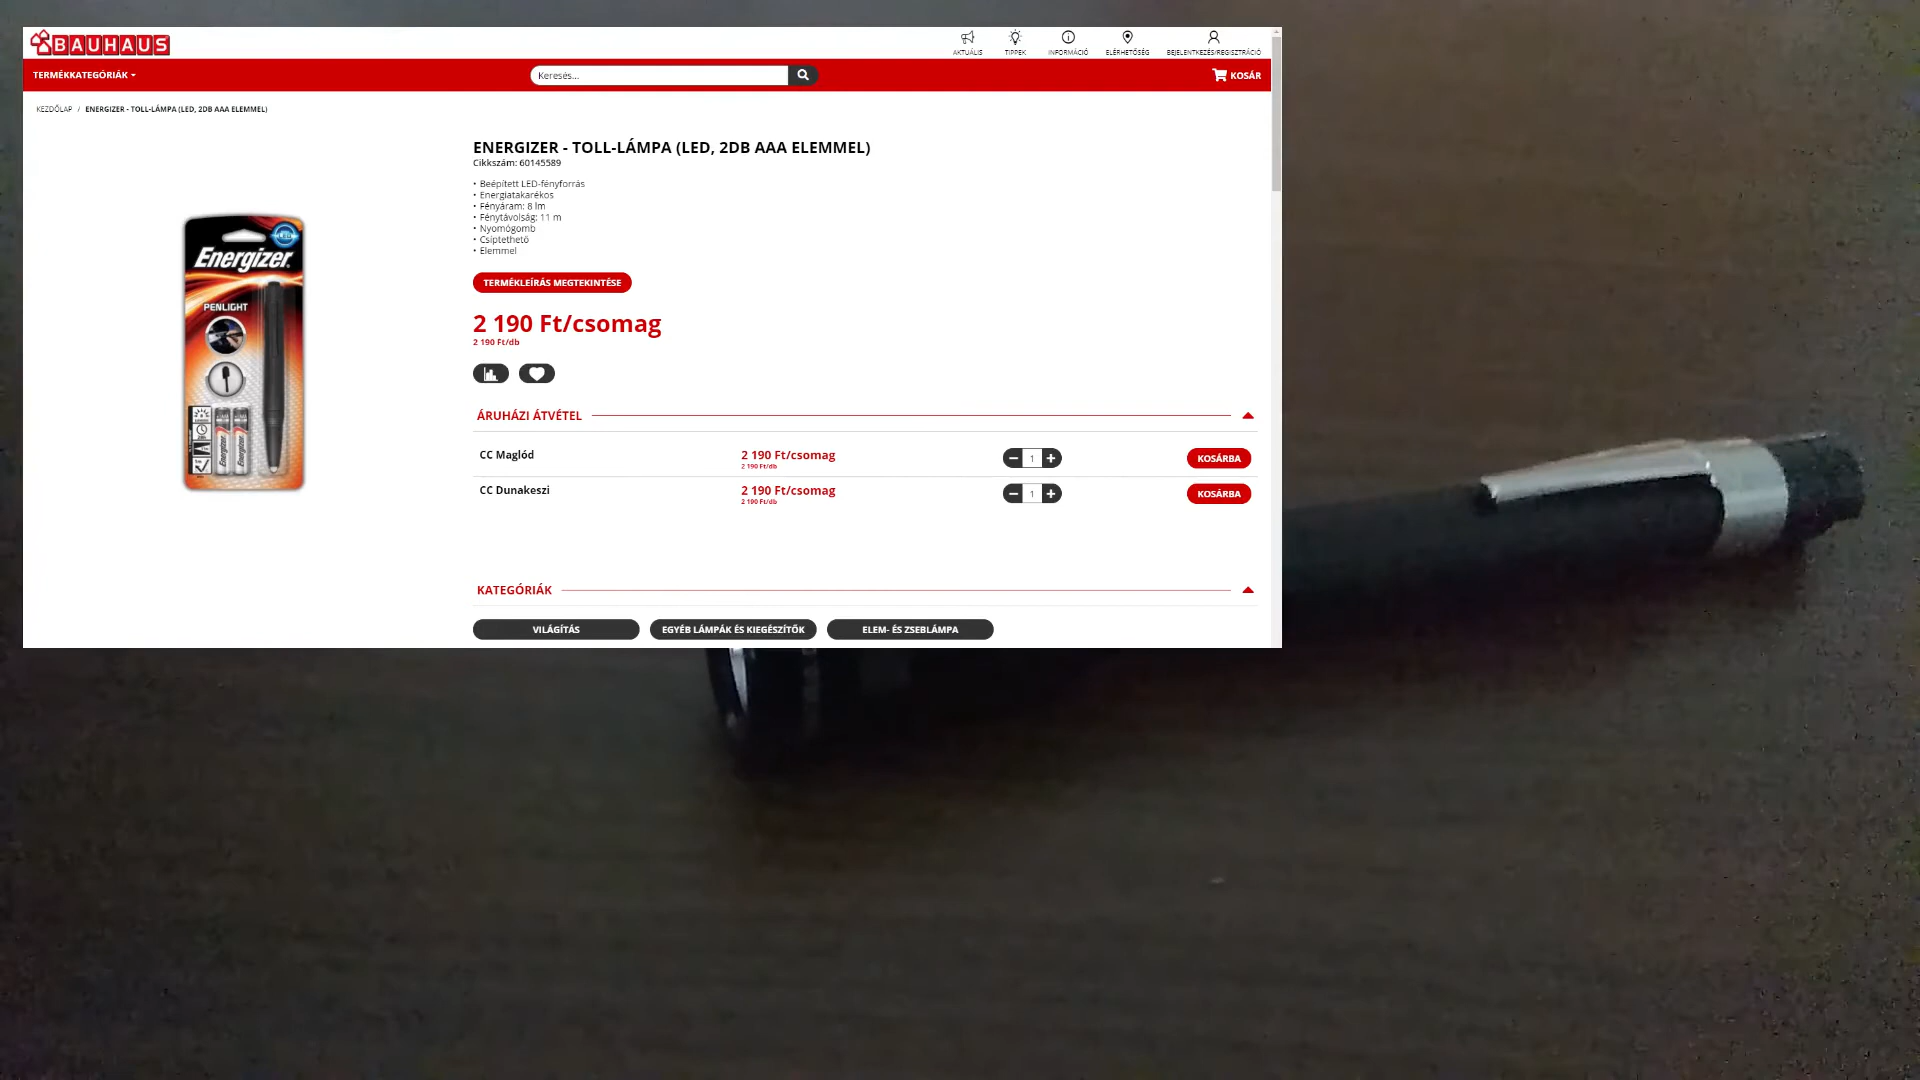 BAUHAUS
AKTUÁLIS
TIPPEK
INFORMÁCIÓ
ELÉRHETŐSÉG
BEJELENTKEZÉS/REGISZTRÁCIÓ
TERMÉKKATEGÓRIÁK
Keresés...
KOSÁR
KEZDŐLAP / ENERGIZER - TOLL-LÁMPA (LED, 2DB AAA ELEMMEL)
ENERGIZER - TOLL-LÁMPA (LED, 2DB AAA ELEMMEL)
Cikkszám: 60145589
• Beépített LED-fényforrás
• Energiatakarékos
• Fényáram: 8 lm
• Fénytávolság: 11 m
• Nyomógomb
• Csíptethető
• Elemmel
LED
Energizer
PENLIGHT
Energizer
Energizer
TERMÉKLEÍRÁS MEGTEKINTÉSE
2 190 Ft/csomag
2 190 Ft/db
ÁRUHÁZI ÁTVÉTEL
CC Maglód
2 190 Ft/csomag
2 190 Ft/db
1
KOSÁRBA
CC Dunakeszi
2 190 Ft/csomag
2 190 Ft/db
1
KOSÁRBA
KATEGÓRIÁK
VILÁGÍTÁS
EGYÉB LÁMPÁK ÉS KIEGÉSZÍTŐK
ELEM- ÉS ZSEBLÁMPA